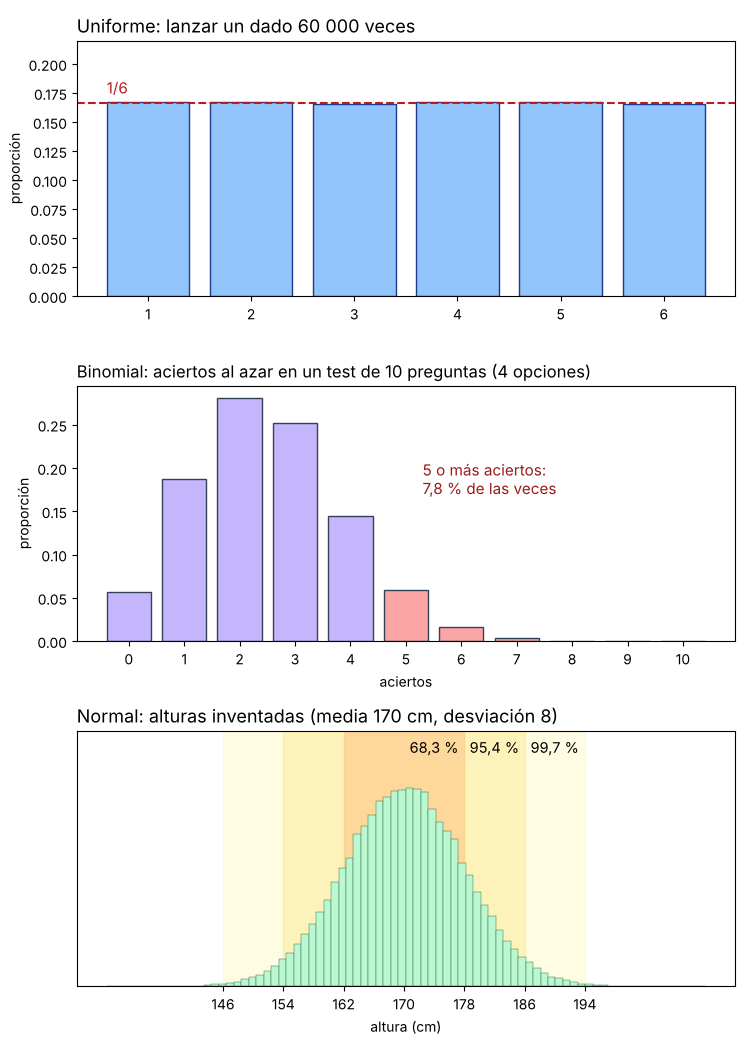 Uniforme: lanzar un dado 60 000 veces
0.200
0.175
0.150
0.125
0.100
0.075
0.050
0.025
0.000
proporción
1/6
1 2 3 4 5 6
Binomial: aciertos al azar en un test de 10 preguntas (4 opciones)
0.25
0.20
0.15
0.10
0.05
0.00
proporción
5 o más aciertos:
7,8 % de las veces
0 1 2 3 4 5 6 7 8 9 10
aciertos
Normal: alturas inventadas (media 170 cm, desviación 8)
68,3 % 95,4 % 99,7 %
146 154 162 170 178 186 194
altura (cm)